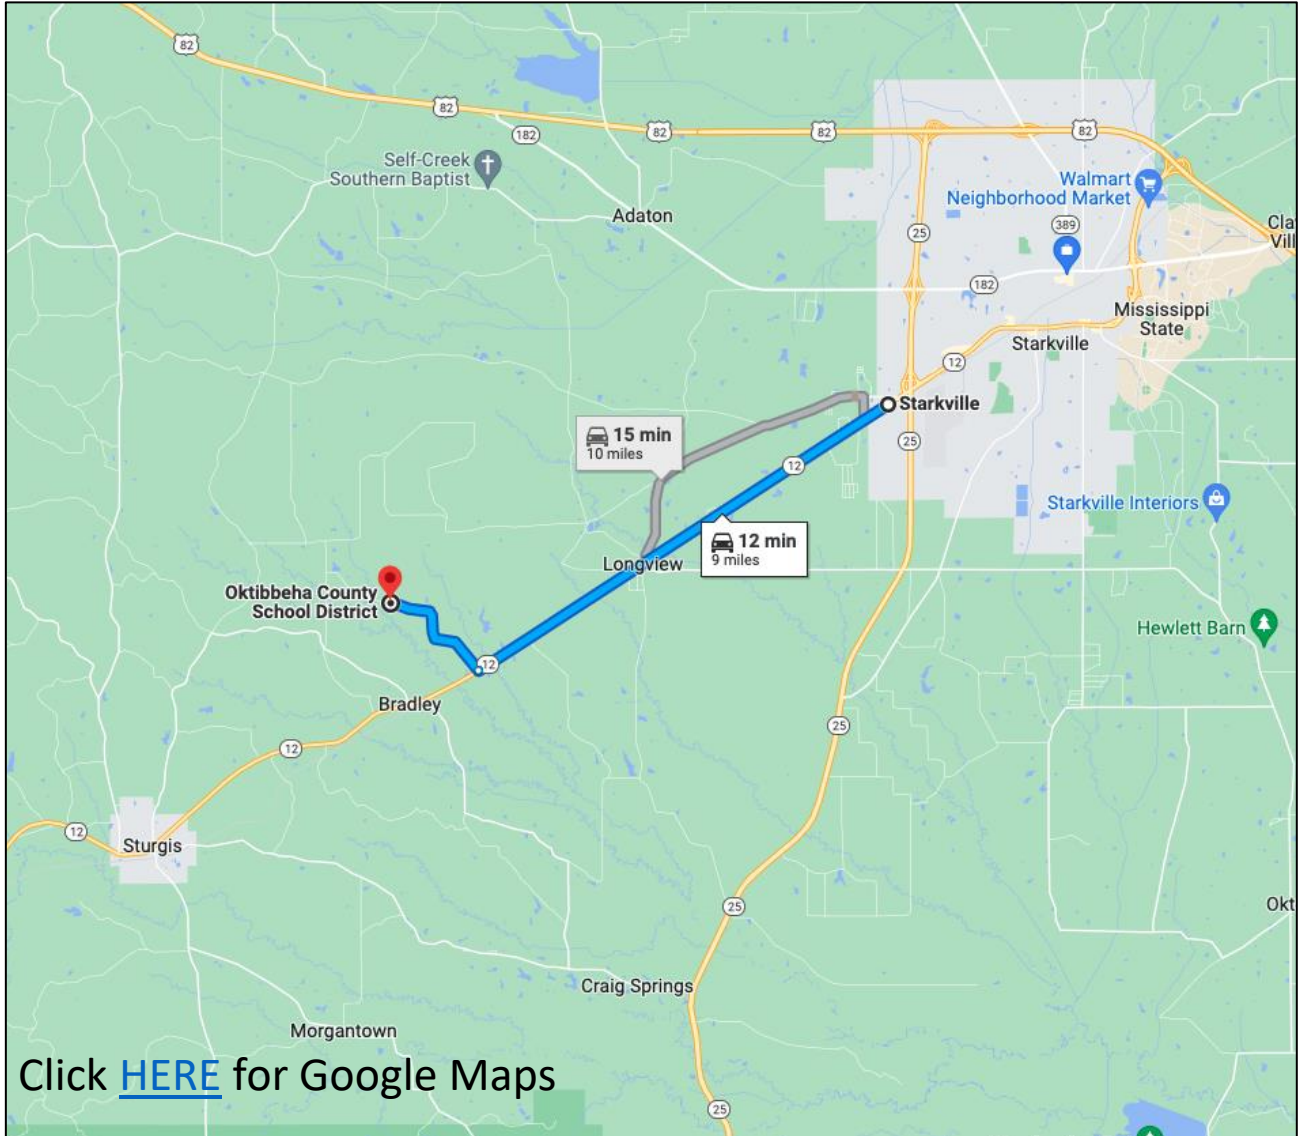 82
82
82
82
82
182
Self-Creek
Southern Baptist
Walmart
Neighborhood Market
Adaton
389
Cla
Vill
25
182
Mississippi
State
Starkville
12
Starkville
15 min
10 miles
25
12
Starkville Interiors
12 min
9 miles
Longview
Oktibbeha County
School District
Hewlett Barn
12
Bradley
25
12
12
Sturgis
25
Okt
Craig Springs
Morgantown
Click HERE for Google Maps
25